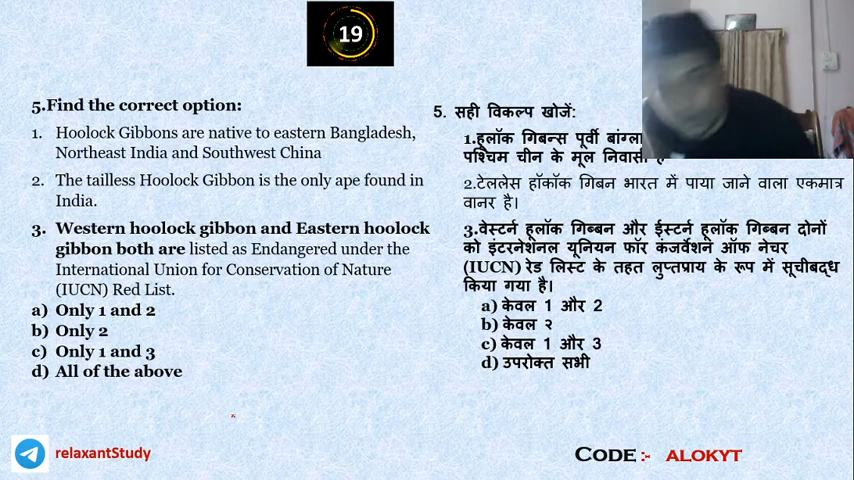 19
5.Find the correct option:
1. Hoolock Gibbons are native to eastern Bangladesh,
Northeast India and Southwest China
2. The tailless Hoolock Gibbon is the only ape found in
India.
3. Western hoolock gibbon and Eastern hoolock
gibbon both are listed as Endangered under the
International Union for Conservation of Nature
(IUCN) Red List.
a) Only 1 and 2
b) Only 2
c) Only 1 and 3
d) All of the above
5. सही विकल्प खोजें:
1.हूलॉक गिबन्स पूर्वी
पश्चिम चीन के मूल
2.टेललेस हॉकॉक गिबन भारत में पाया जाने वाला एकमात्र
वानर है।
3.वेस्टर्न हूलॉक गिब्बन और ईस्टर्न हूलॉक गिब्बन दोनों
को इंटरनेशनल यूनियन फॉर कंजर्वेशन ऑफ नेचर
(IUCN) रेड लिस्ट के तहत लुप्तप्राय के रूप में सूचीबद्ध
किया गया है।
a) केवल 1 और 2
b) केवल २
c) केवल 1 और 3
d) उपरोक्त सभी
relaxantStudy
CODE :- ALOKYT